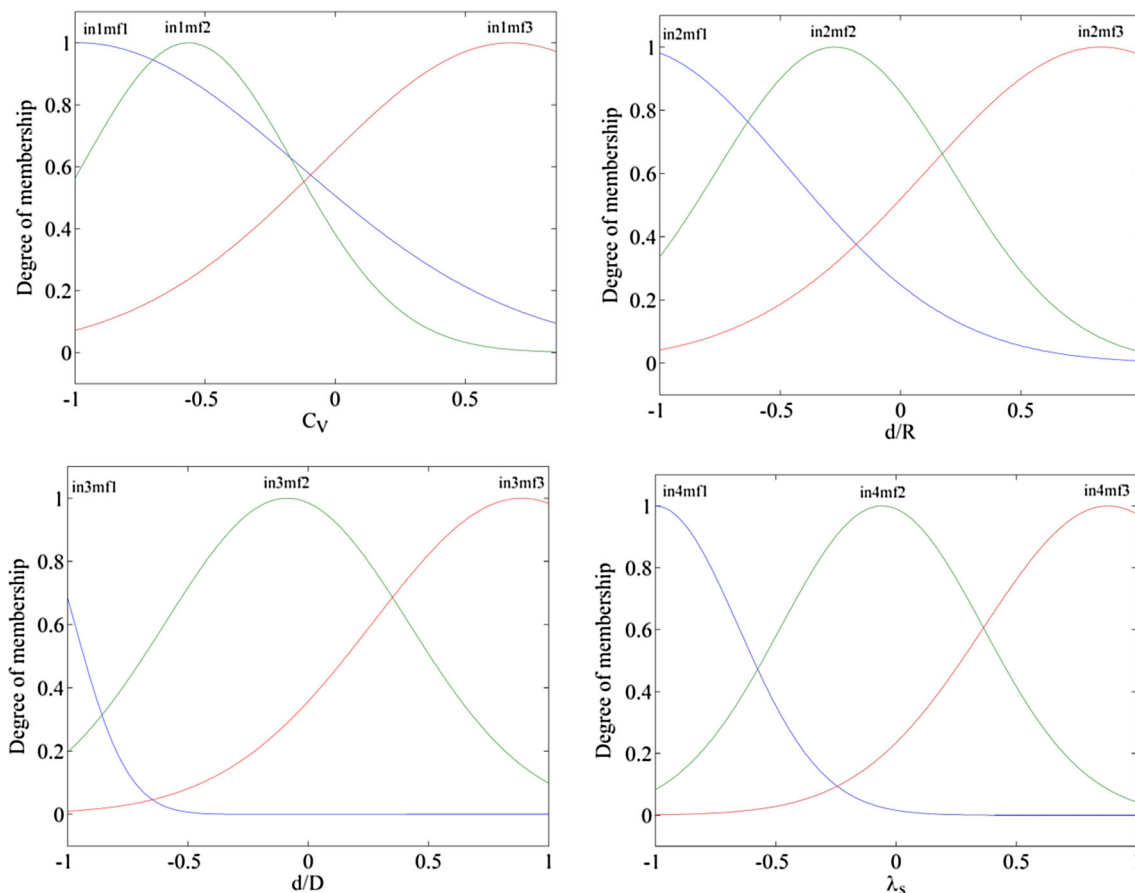 in1mf1 in1mf2 in1mf3
1
0.8
0.6
0.4
0.2
0
Degree of membership
-1 -0.5 0 0.5
C_V
in2mf1 in2mf2 in2mf3
1
0.8
0.6
0.4
0.2
0
Degree of membership
-1 -0.5 0 0.5
d/R
in3mf1 in3mf2 in3mf3
1
0.8
0.6
0.4
0.2
0
Degree of membership
-1 -0.5 0 0.5 1
d/D
in4mf1 in4mf2 in4mf3
1
0.8
0.6
0.4
0.2
0
Degree of membership
-1 -0.5 0 0.5 1
λ_s